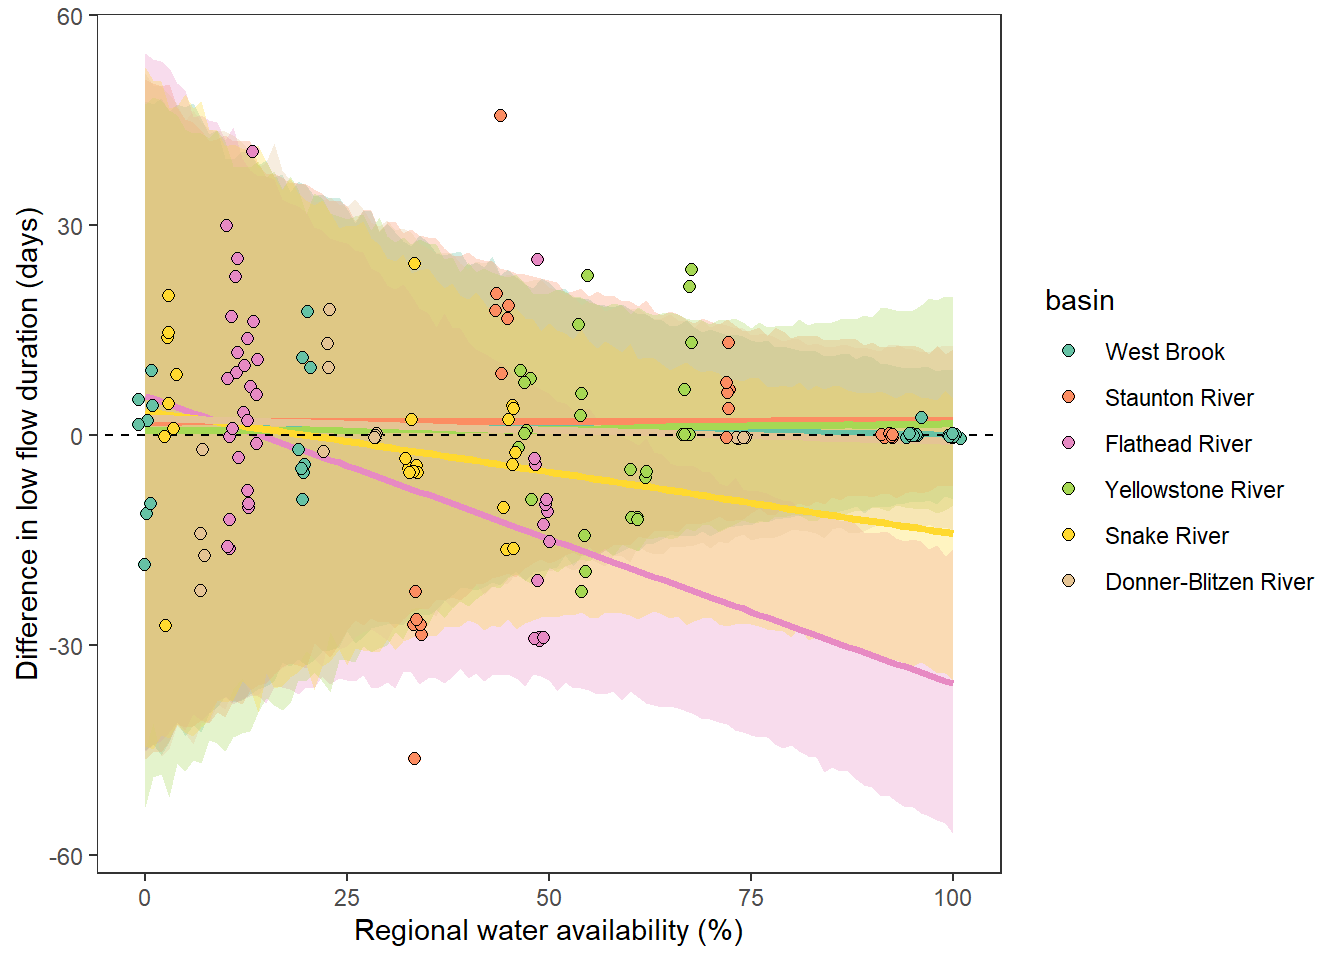 60
30
0
-30
-60
Difference in low flow duration (days)
0 25 50 75 100
Regional water availability (%)
basin
West Brook
Staunton River
Flathead River
Yellowstone River
Snake River
Donner-Blitzen River